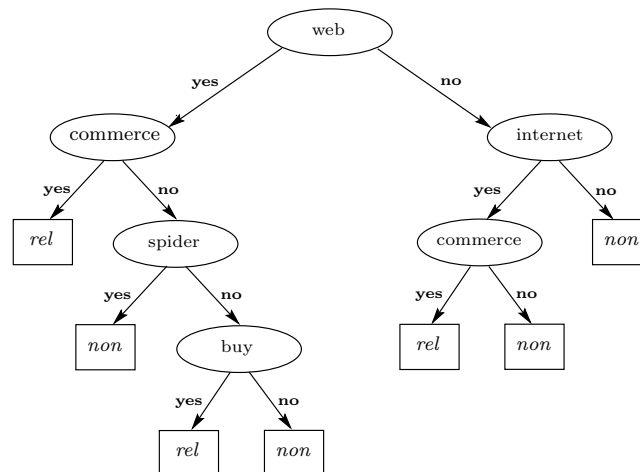 web
yes
no
commerce
internet
yes
no
yes
no
rel
spider
commerce
non
yes
no
yes
no
non
buy
rel
non
yes
no
rel
non